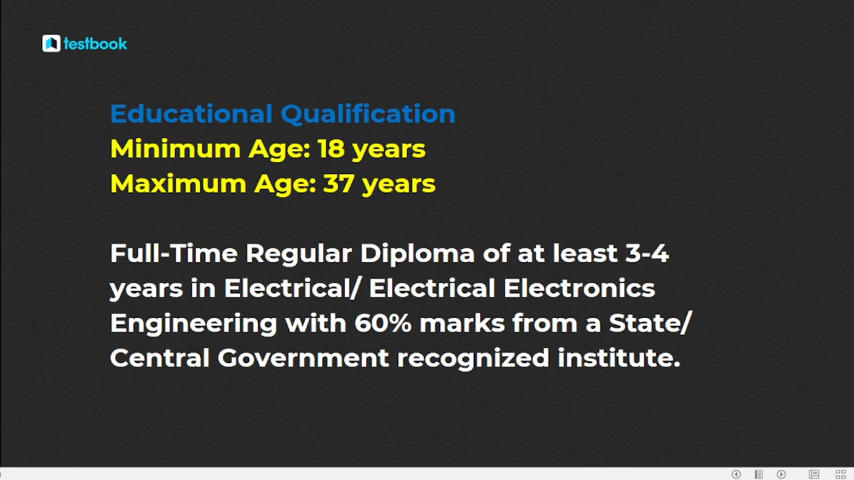 testbook
Educational Qualification
Minimum Age: 18 years
Maximum Age: 37 years
Full-Time Regular Diploma of at least 3-4
years in Electrical/ Electrical Electronics
Engineering with 60% marks from a State/
Central Government recognized institute.